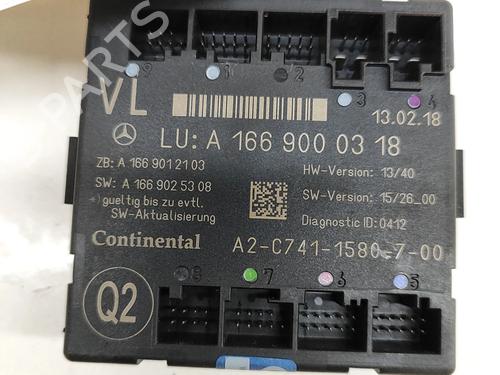 9 1 2 3 4
VL
13.02.18
LU: A 166 900 03 18
ZB: A 166 901 21 03
HW-Version: 13/40
SW: A 166 902 53 08
SW-Version: 15/26_00
*) gueltig bis zu evtl.
SW-Aktualisierung
Diagnostic ID: 0412
Continental
A2-C741-1580-7-00
8 7 6 5
Q2
PARTS